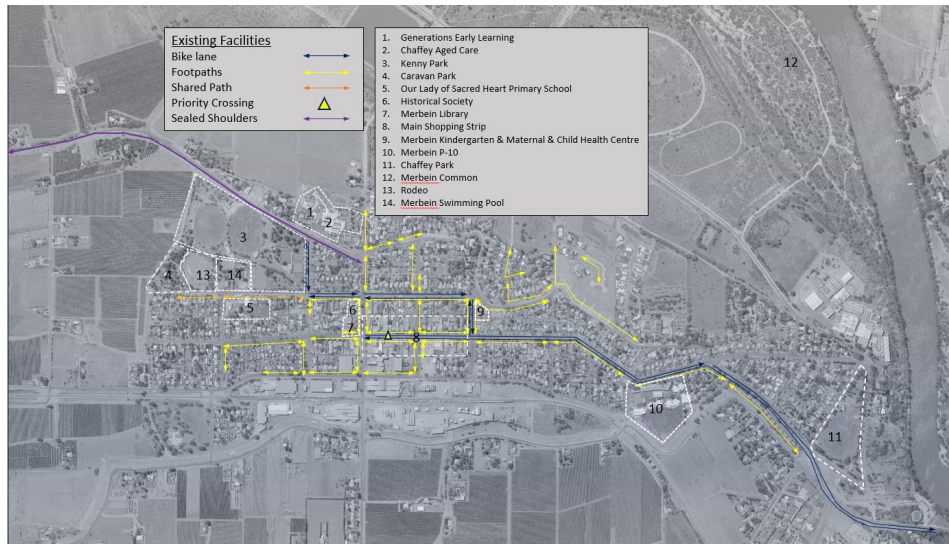 Existing Facilities
Bike lane
Footpaths
Shared Path
Priority Crossing
Sealed Shoulders
1. Generations Early Learning
2. Chaffey Aged Care
3. Kenny Park
4. Caravan Park
5. Our Lady of Sacred Heart Primary School
6. Historical Society
7. Merbein Library
8. Main Shopping Strip
9. Merbein Kindergarten & Maternal & Child Health Centre
10. Merbein P-10
11. Chaffey Park
12. Merbein Common
13. Rodeo
14. Merbein Swimming Pool
12
1
2
3
4
13
14
5
6
9
7
8
10
11